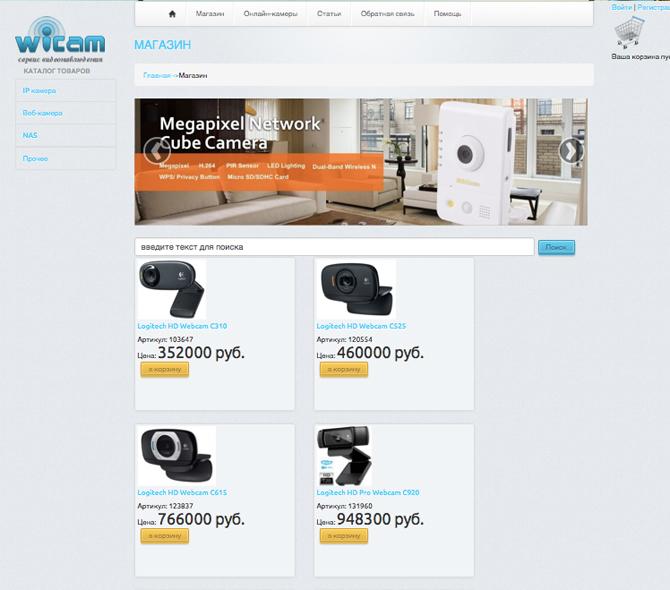 Магазин
Онлайн-камеры
Статьи
Обратная связь
Помощь
Войти |
wicam
сервис видеонаблюдения
КАТАЛОГ ТОВАРОВ
IP камера
Веб-камера
NAS
Прочее
Ваша корзина
МАГАЗИН
Главная ->Магазин
Megapixel Network
Cube Camera
Megapixel H.264 PIR Sensor LED Lighting Dual-Band Wireless N
WPS/ Privacy Button Micro SD/SDHC Card
введите текст для поиска
Поиск
Logitech HD Webcam C310
Артикул: 103647
Цена: 352000 руб.
в корзину
Logitech HD Webcam C525
Артикул: 120554
Цена: 460000 руб.
в корзину
Logitech HD Webcam C615
Артикул: 123837
Цена: 766000 руб.
в корзину
Logitech HD Pro Webcam C920
Артикул: 131960
Цена: 948300 руб.
в корзину